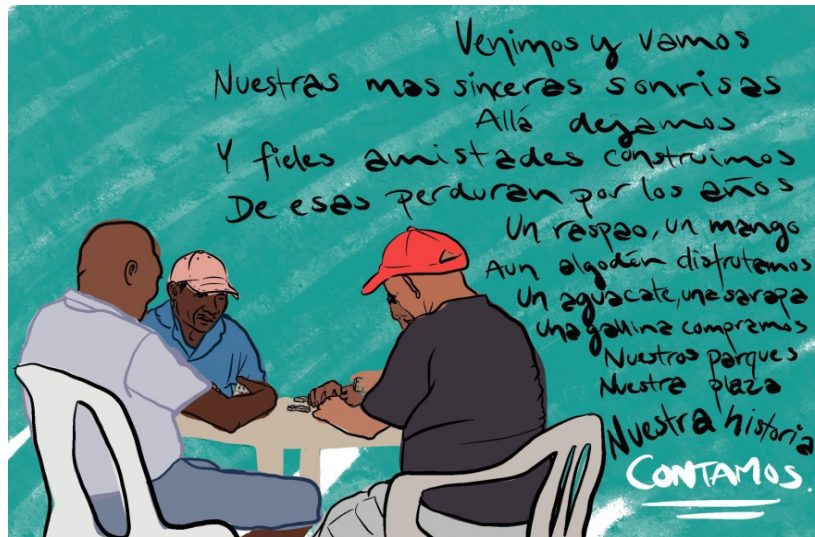 Venimos y vamos
Nuestras mas sinceras sonrisas
Allá dejamos
Y fieles amistades construimos
De esas perduran por los años
Un raspao, un mango
Aun algodón disfrutamos
Un aguacate, una sarapa
Una gallina compramos
Nuestros parques
Nuestra plaza
Nuestra historia
CONTAMOS.